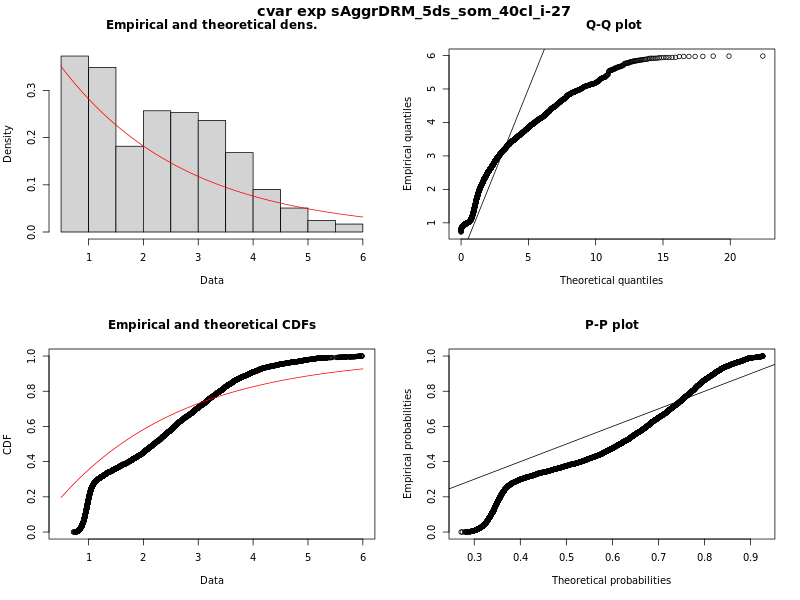 cvar exp sAggrDRM_5ds_som_40cl_i-27
Empirical and theoretical dens.
Density
0.0 0.1 0.2 0.3
1 2 3 4 5 6
Data
Q-Q plot
Empirical quantiles
1 2 3 4 5 6
0 5 10 15 20
Theoretical quantiles
Empirical and theoretical CDFs
CDF
0.0 0.2 0.4 0.6 0.8 1.0
1 2 3 4 5 6
Data
P-P plot
Empirical probabilities
0.0 0.2 0.4 0.6 0.8 1.0
0.3 0.4 0.5 0.6 0.7 0.8 0.9
Theoretical probabilities